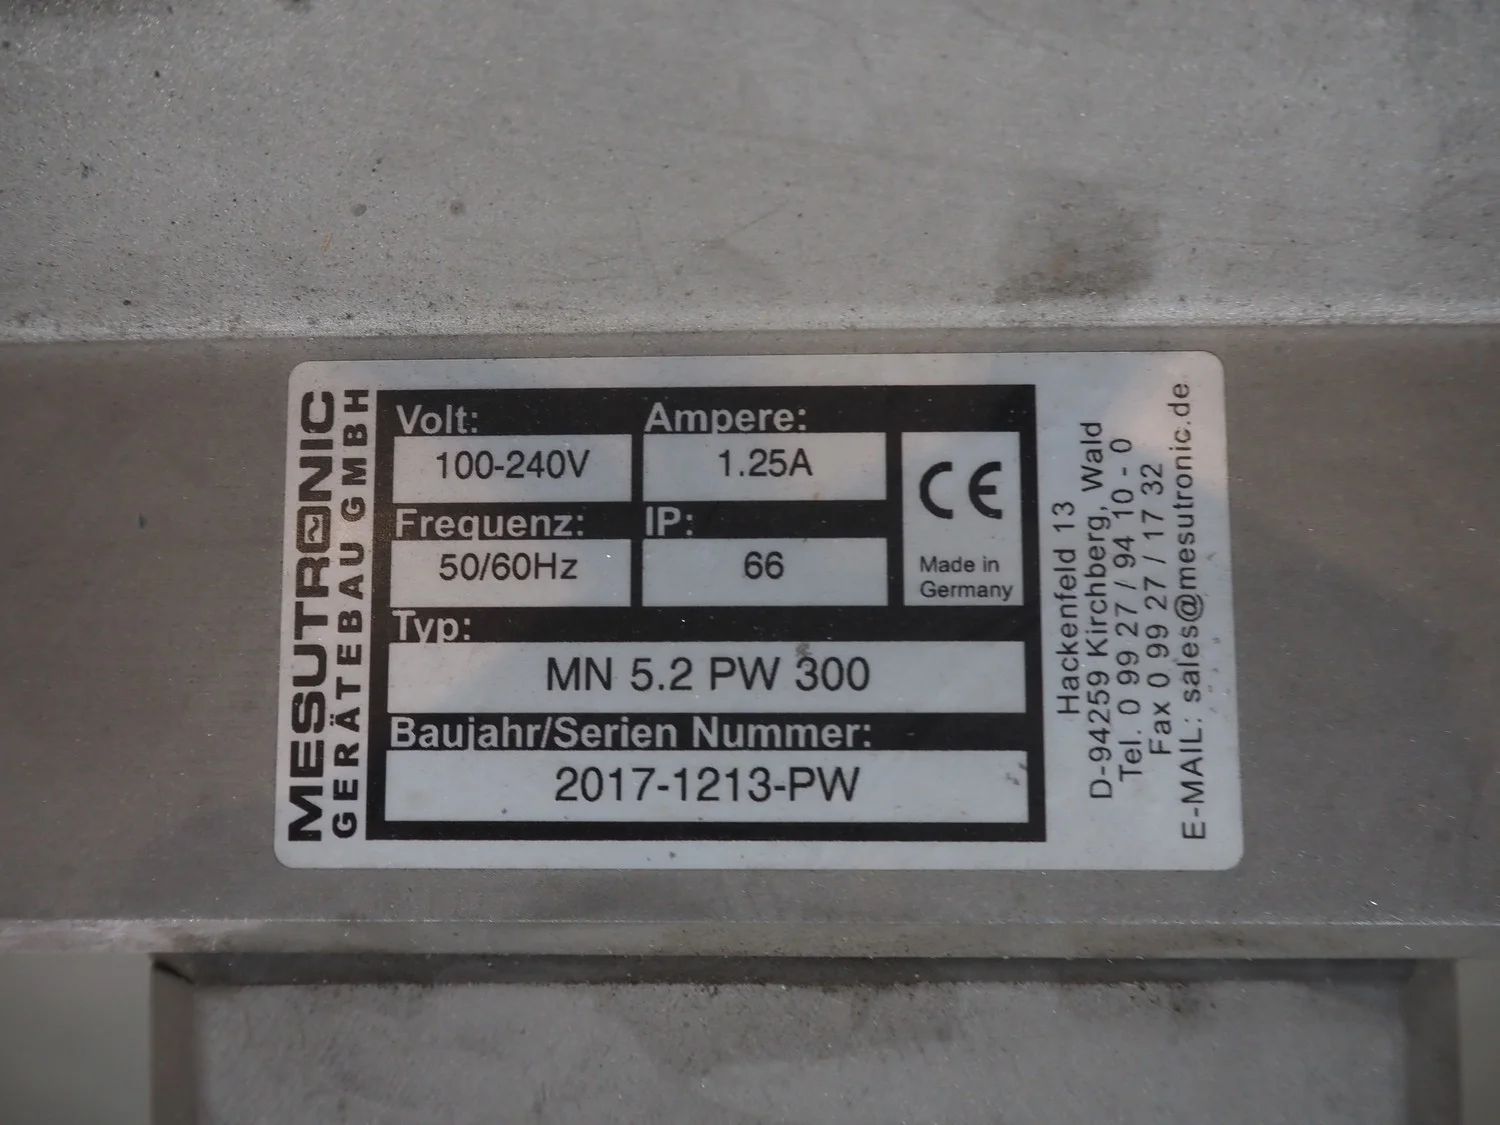 MESUTRONIC
GERÄTEBAU GMBH
Volt:
100-240V
Ampere:
1.25A
Frequenz:
50/60Hz
IP:
66
CE
Made in
Germany
Typ:
MN 5.2 PW 300
Baujahr/Serien Nummer:
2017-1213-PW
Hackenfeld 13
D-94259 Kirchberg, Wald
Tel. 0 99 27 / 94 10 - 0
Fax 0 99 27 / 17 32
E-MAIL: sales@mesutronic.de